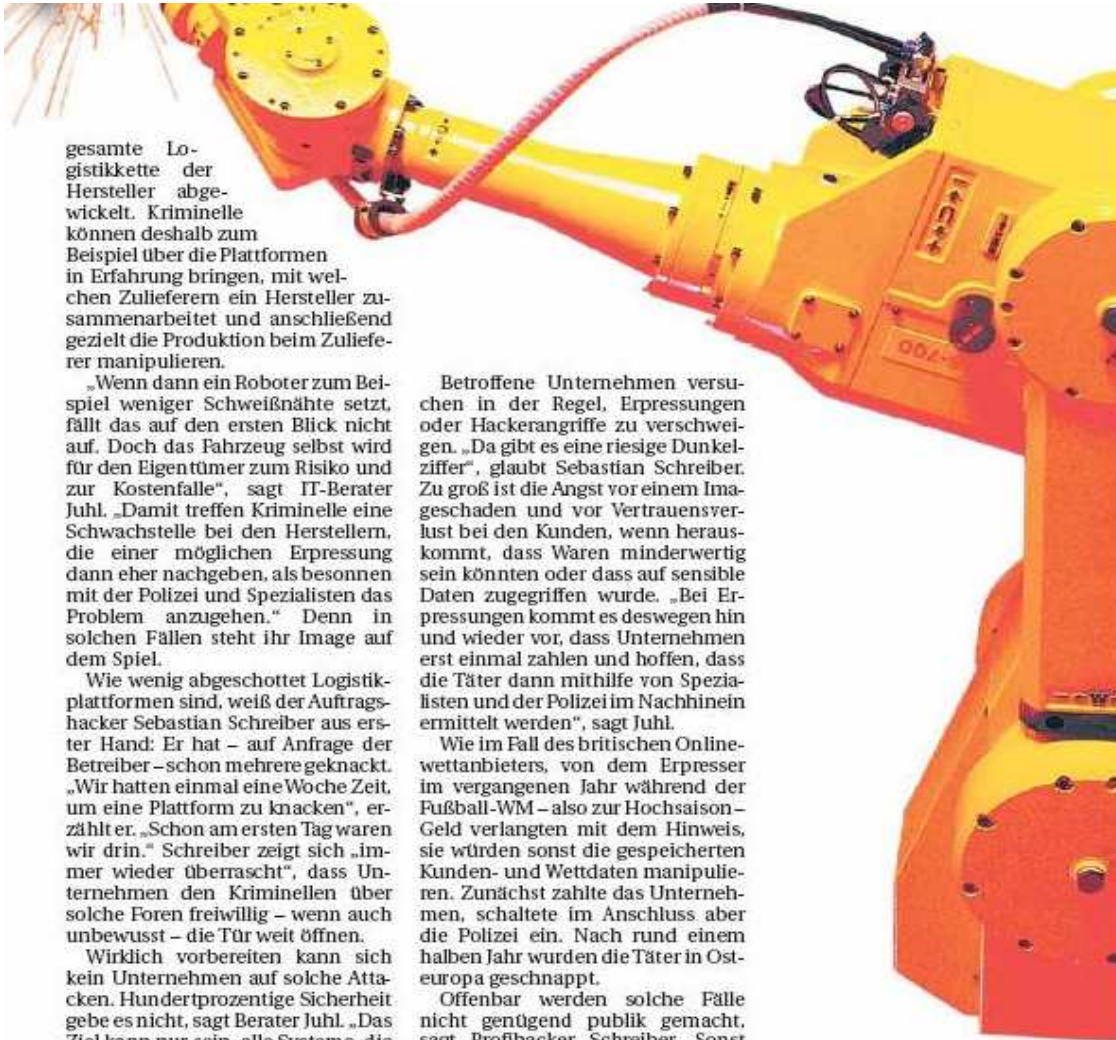 gesamte Lo-
gistikkette der
Hersteller abge-
wickelt. Kriminelle
können deshalb zum
Beispiel über die Plattformen
in Erfahrung bringen, mit wel-
chen Zulieferern ein Hersteller zu-
sammenarbeitet und anschließend
gezielt die Produktion beim Zuliefe-
rer manipulieren.
„Wenn dann ein Roboter zum Bei-
spiel weniger Schweißnähte setzt,
fällt das auf den ersten Blick nicht
auf. Doch das Fahrzeug selbst wird
für den Eigentümer zum Risiko und
zur Kostenfalle“, sagt IT-Berater
Juhl. „Damit treffen Kriminelle eine
Schwachstelle bei den Herstellern,
die einer möglichen Erpressung
dann eher nachgeben, als besonnen
mit der Polizei und Spezialisten das
Problem anzugehen.“ Denn in
solchen Fällen steht ihr Image auf
dem Spiel.
Wie wenig abgeschottet Logistik-
plattformen sind, weiß der Auftrags-
hacker Sebastian Schreiber aus ers-
ter Hand: Er hat – auf Anfrage der
Betreiber – schon mehrere geknackt.
„Wir hatten einmal eine Woche Zeit,
um eine Plattform zu knacken“, er-
zählt er. „Schon am ersten Tag waren
wir drin.“ Schreiber zeigt sich „im-
mer wieder überrascht“, dass Un-
ternehmen den Kriminellen über
solche Foren freiwillig – wenn auch
unbewusst – die Tür weit öffnen.
Wirklich vorbereiten kann sich
kein Unternehmen auf solche Atta-
cken. Hundertprozentige Sicherheit
gebe es nicht, sagt Berater Juhl. „Das
Ziel kann nur sein, alle Systeme, die
Betroffene Unternehmen versu-
chen in der Regel, Erpressungen
oder Hackerangriffe zu verschwei-
gen. „Da gibt es eine riesige Dunkel-
ziffer“, glaubt Sebastian Schreiber.
Zu groß ist die Angst vor einem Ima-
geschaden und vor Vertrauensver-
lust bei den Kunden, wenn heraus-
kommt, dass Waren minderwertig
sein könnten oder dass auf sensible
Daten zugegriffen wurde. „Bei Er-
pressungen kommt es deswegen hin
und wieder vor, dass Unternehmen
erst einmal zahlen und hoffen, dass
die Täter dann mithilfe von Spezia-
listen und der Polizei im Nachhinein
ermittelt werden“, sagt Juhl.
Wie im Fall des britischen Online-
wettanbieters, von dem Erpresser
im vergangenen Jahr während der
Fußball-WM – also zur Hochsaison –
Geld verlangten mit dem Hinweis,
sie würden sonst die gespeicherten
Kunden- und Wettdaten manipulie-
ren. Zunächst zahlte das Unterneh-
men, schaltete im Anschluss aber
die Polizei ein. Nach rund einem
halben Jahr wurden die Täter in Ost-
europa geschnappt.
Offenbar werden solche Fälle
nicht genügend publik gemacht,
sagt Profihacker Schreiber. Sonst